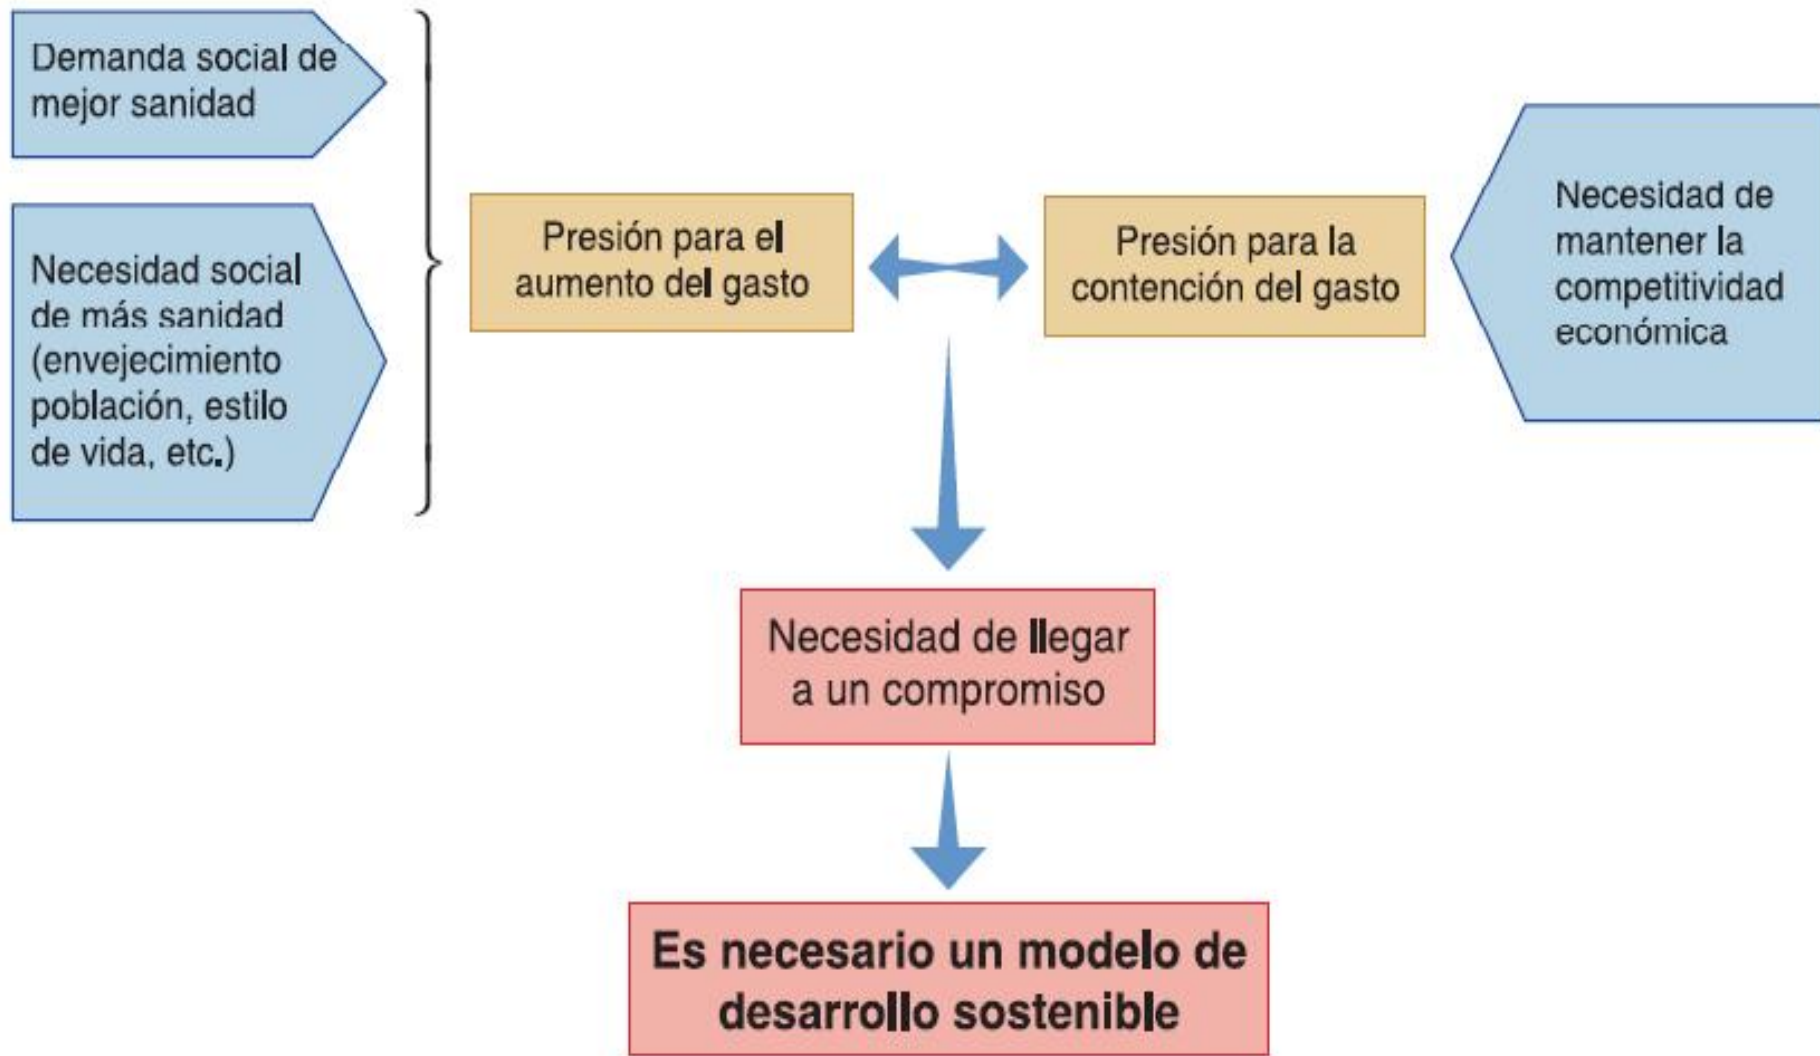 Demanda social de
mejor sanidad
Necesidad social
de más sanidad
(envejecimiento
población, estilo
de vida, etc.)
Presión para el
aumento del gasto
Presión para la
contención del gasto
Necesidad de
mantener la
competitividad
económica
Necesidad de llegar
a un compromiso
Es necesario un modelo de
desarrollo sostenible